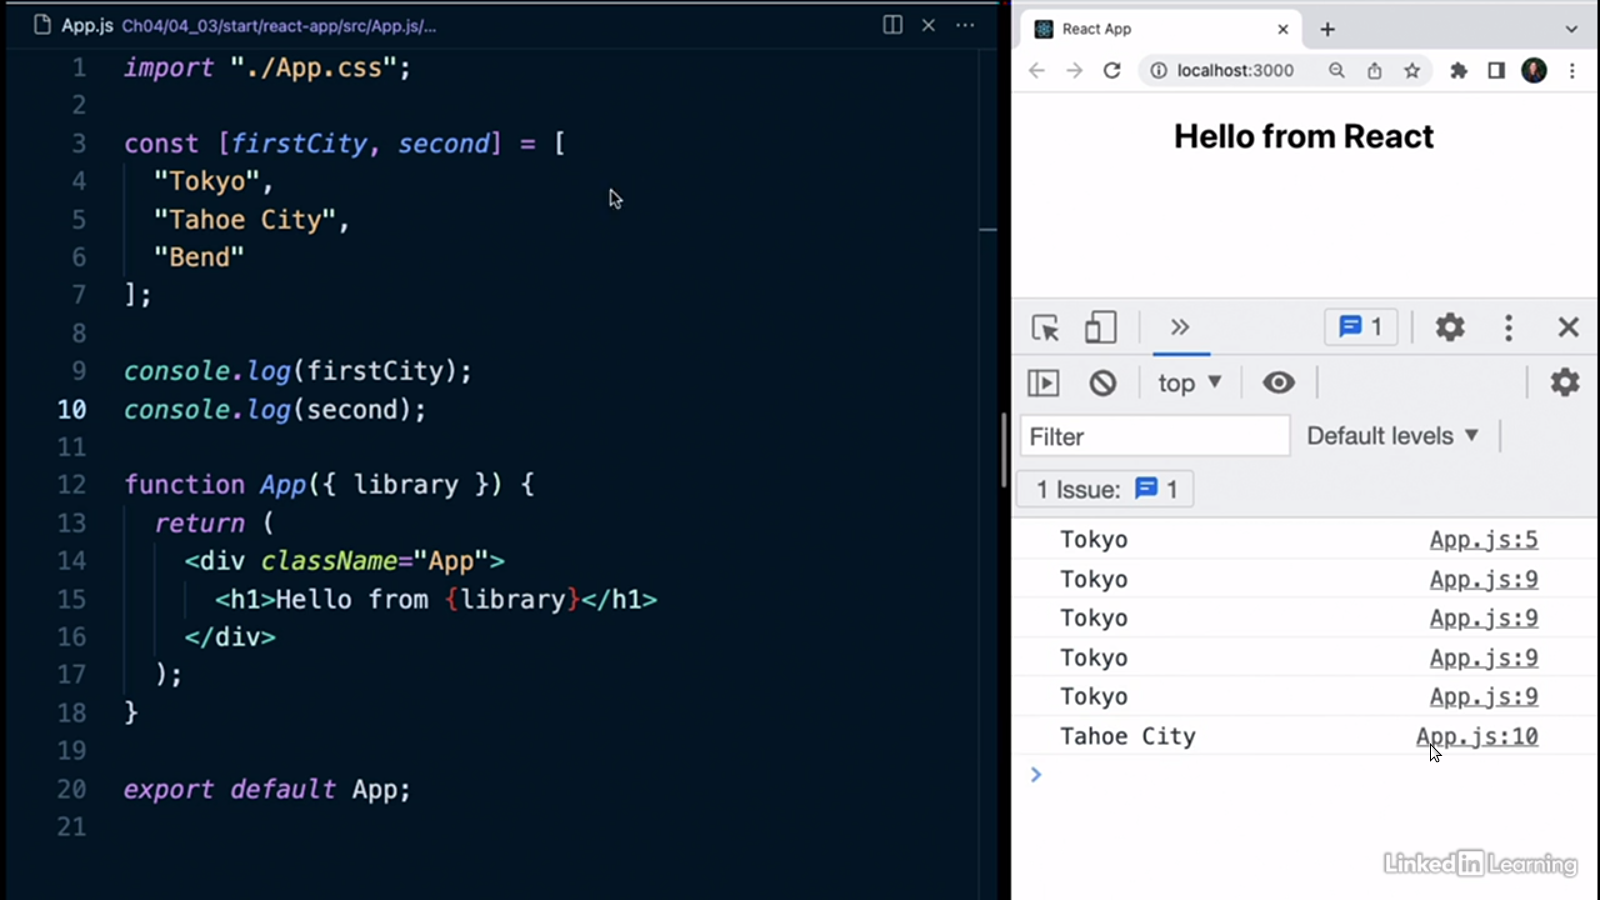 App.js Ch04/04_03/start/react-app/src/App.js/...
1 import "./App.css";
2
3 const [firstCity, second] = [
4 "Tokyo",
5 "Tahoe City",
6 "Bend"
7 ];
8
9 console.log(firstCity);
10 console.log(second);
11
12 function App({ library }) {
13 return (
14 <div className="App">
15 <h1>Hello from {library}</h1>
16 </div>
17 );
18 }
19
20 export default App;
21
React App
localhost:3000
Hello from React
1
top
Filter Default levels
1 Issue: 1
Tokyo App.js:5
Tokyo App.js:9
Tokyo App.js:9
Tokyo App.js:9
Tokyo App.js:9
Tahoe City App.js:10
Linked in Learning